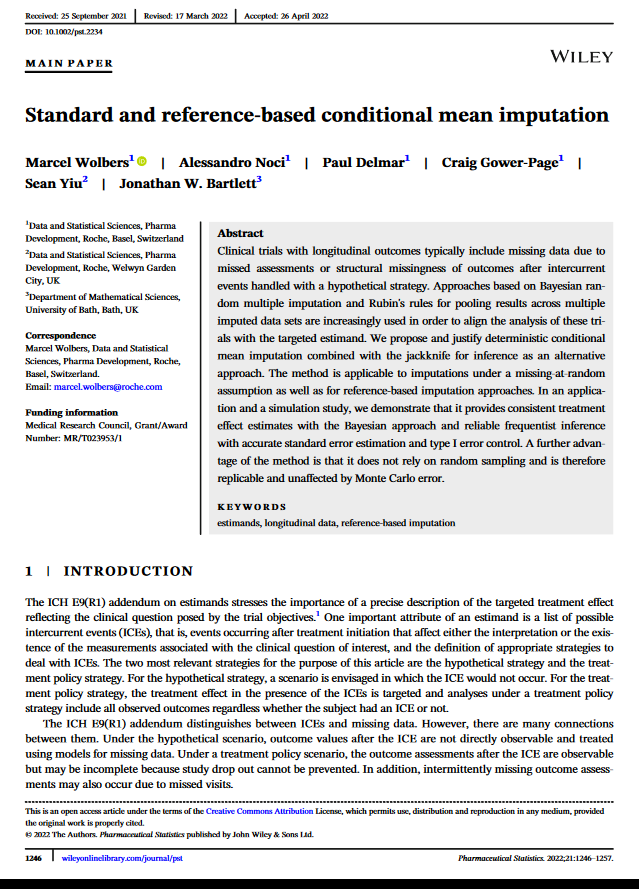 Received: 25 September 2021 | Revised: 17 March 2022 | Accepted: 26 April 2022
DOI: 10.1002/pst.2234
MAIN PAPER
WILEY
Standard and reference-based conditional mean imputation
Marcel Wolbers1 | Alessandro Noci1 | Paul Delmar1 | Craig Gower-Page1 |
Sean Yiu2 | Jonathan W. Bartlett3
1Data and Statistical Sciences, Pharma
Development, Roche, Basel, Switzerland
2Data and Statistical Sciences, Pharma
Development, Roche, Welwyn Garden
City, UK
3Department of Mathematical Sciences,
University of Bath, Bath, UK
Correspondence
Marcel Wolbers, Data and Statistical
Sciences, Pharma Development, Roche,
Basel, Switzerland.
Email: marcel.wolbers@roche.com
Funding information
Medical Research Council, Grant/Award
Number: MR/T023953/1
Abstract
Clinical trials with longitudinal outcomes typically include missing data due to
missed assessments or structural missingness of outcomes after intercurrent
events handled with a hypothetical strategy. Approaches based on Bayesian ran-
dom multiple imputation and Rubin's rules for pooling results across multiple
imputed data sets are increasingly used in order to align the analysis of these tri-
als with the targeted estimand. We propose and justify deterministic conditional
mean imputation combined with the jackknife for inference as an alternative
approach. The method is applicable to imputations under a missing-at-random
assumption as well as for reference-based imputation approaches. In an applica-
tion and a simulation study, we demonstrate that it provides consistent treatment
effect estimates with the Bayesian approach and reliable frequentist inference
with accurate standard error estimation and type I error control. A further advan-
tage of the method is that it does not rely on random sampling and is therefore
replicable and unaffected by Monte Carlo error.
KEYWORDS
estimands, longitudinal data, reference-based imputation
1 | INTRODUCTION
The ICH E9(R1) addendum on estimands stresses the importance of a precise description of the targeted treatment effect
reflecting the clinical question posed by the trial objectives.1 One important attribute of an estimand is a list of possible
intercurrent events (ICEs), that is, events occurring after treatment initiation that affect either the interpretation or the exis-
tence of the measurements associated with the clinical question of interest, and the definition of appropriate strategies to
deal with ICEs. The two most relevant strategies for the purpose of this article are the hypothetical strategy and the treat-
ment policy strategy. For the hypothetical strategy, a scenario is envisaged in which the ICE would not occur. For the treat-
ment policy strategy, the treatment effect in the presence of the ICEs is targeted and analyses under a treatment policy
strategy include all observed outcomes regardless whether the subject had an ICE or not.
The ICH E9(R1) addendum distinguishes between ICEs and missing data. However, there are many connections
between them. Under the hypothetical scenario, outcome values after the ICE are not directly observable and treated
using models for missing data. Under a treatment policy scenario, the outcome assessments after the ICE are observable
but may be incomplete because study drop out cannot be prevented. In addition, intermittently missing outcome assess-
ments may also occur due to missed visits.
This is an open access article under the terms of the Creative Commons Attribution License, which permits use, distribution and reproduction in any medium, provided
the original work is properly cited.
© 2022 The Authors. Pharmaceutical Statistics published by John Wiley & Sons Ltd.
1246 | wileyonlinelibrary.com/journal/pst
Pharmaceutical Statistics. 2022;21:1246–1257.